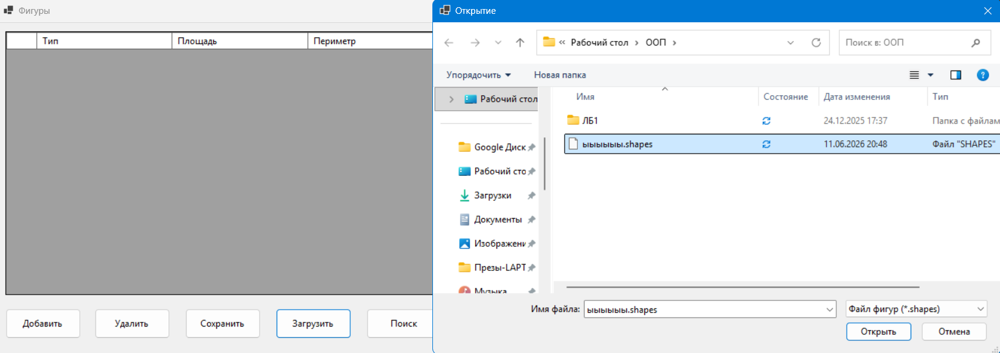 Фигуры
Тип Площадь Периметр
Добавить Удалить Сохранить Загрузить Поиск
Открытие
« Рабочий стол › ООП ›
Поиск в: ООП
Упорядочить Новая папка
?
Рабочий стол
Google Диск
Рабочий сто
Загрузки
Документы
Изображени
Презы-LAPT
Музыка
Имя Состояние Дата изменения Тип
ЛБ1 24.12.2025 17:37 Папка с файлам
ыыыыыы.shapes 11.06.2026 20:48 Файл "SHAPES"
Имя файла: ыыыыыы.shapes Файл фигур (*.shapes)
Открыть Отмена